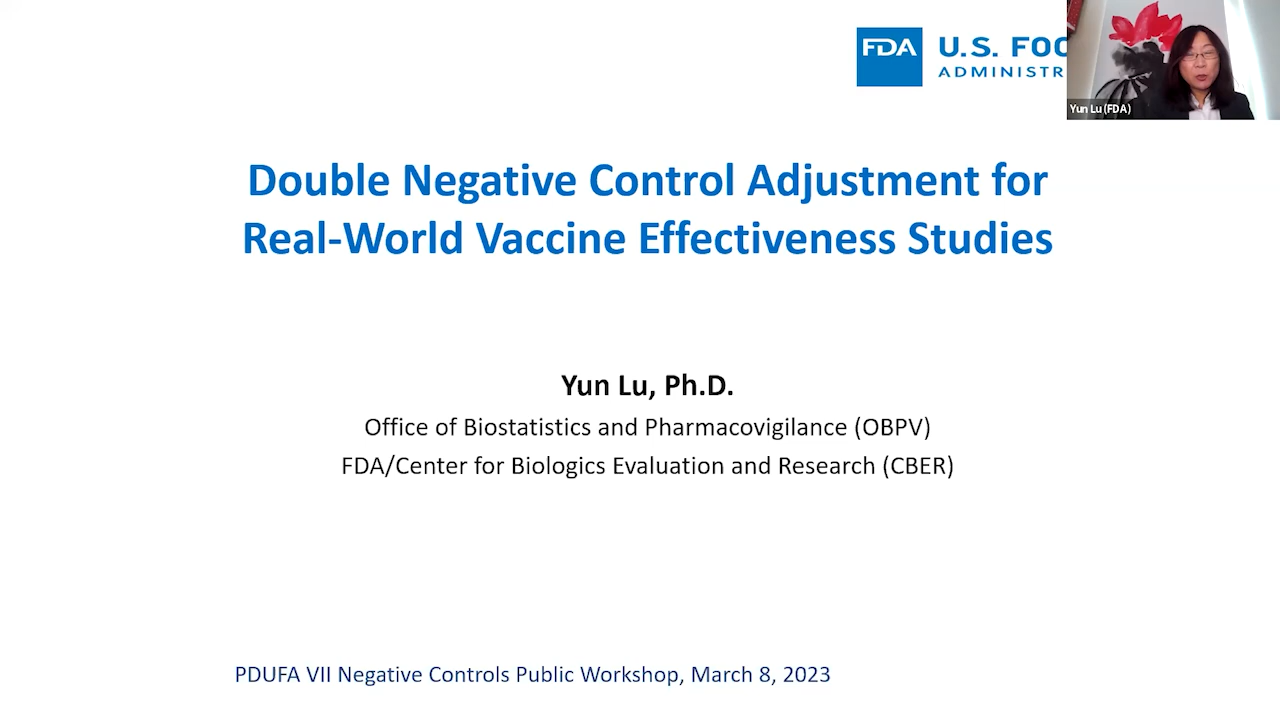 FDA
U.S. FOO
ADMINISTR
Yun Lu (FDA)
Double Negative Control Adjustment for
Real-World Vaccine Effectiveness Studies
Yun Lu, Ph.D.
Office of Biostatistics and Pharmacovigilance (OBPV)
FDA/Center for Biologics Evaluation and Research (CBER)
PDUFA VII Negative Controls Public Workshop, March 8, 2023